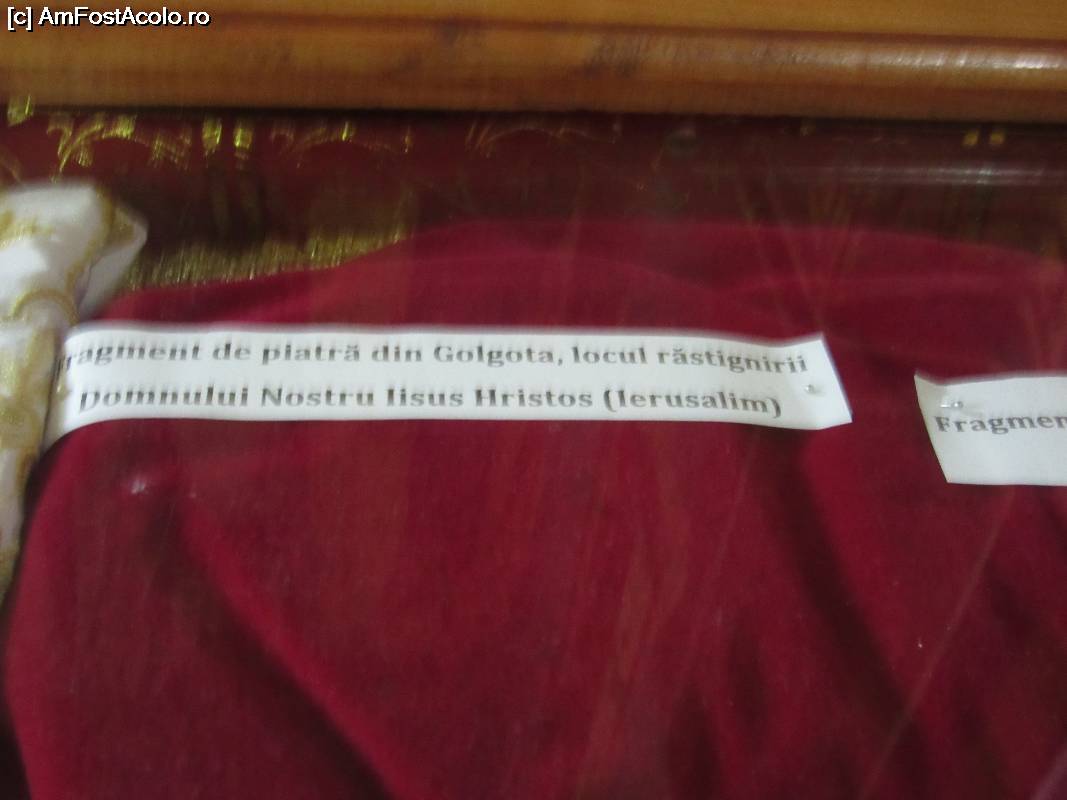 [c] AmFostAcolo.ro
Fragment de piatră din Golgota, locul răstignirii
Domnului Nostru Iisus Hristos (Ierusalim)
Fragmen